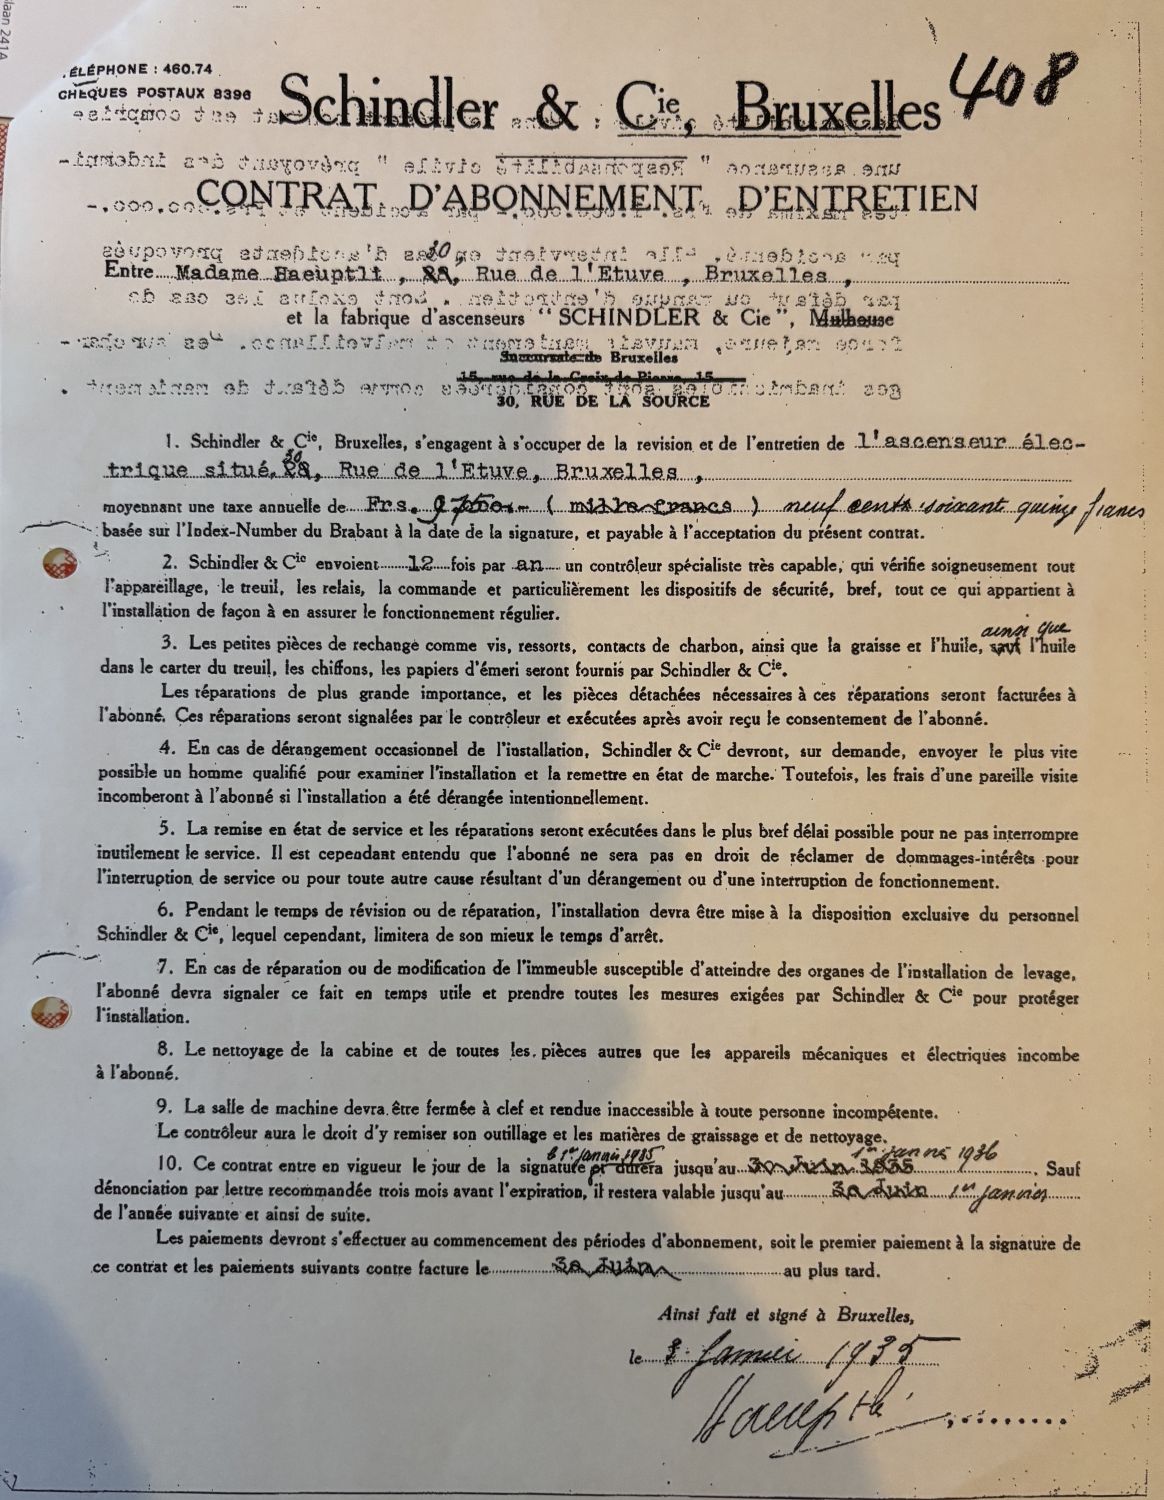 laan 241A
TÉLÉPHONE : 460.74
CHÈQUES POSTAUX 8396
408
Schindler & Cie, Bruxelles
CONTRAT D'ABONNEMENT D'ENTRETIEN
30
Entre Madame Haeuptli , 28, Rue de l'Etuve , Bruxelles ,
et la fabrique d'ascenseurs "SCHINDLER & Cie", Mulhouse
Succursale de Bruxelles
15, rue de la Croix de Pierre, 15
30, RUE DE LA SOURCE
1. Schindler & Cie, Bruxelles, s'engagent à s'occuper de la revision et de l'entretien de l'ascenseur élec-
30
trique situé 28, Rue de l'Etuve, Bruxelles ,
moyennant une taxe annuelle de Frs. 975.- ( mille francs ) neuf cents soixante quinze francs
basée sur l'Index-Number du Brabant à la date de la signature, et payable à l'acceptation du présent contrat.
2. Schindler & Cie envoient 12 fois par an un contrôleur spécialiste très capable, qui vérifie soigneusement tout
l'appareillage, le treuil, les relais, la commande et particulièrement les dispositifs de sécurité, bref, tout ce qui appartient à
l'installation de façon à en assurer le fonctionnement régulier.
ainsi que
3. Les petites pièces de rechange comme vis, ressorts, contacts de charbon, ainsi que la graisse et l'huile, sauf l'huile
dans le carter du treuil, les chiffons, les papiers d'émeri seront fournis par Schindler & Cie.
Les réparations de plus grande importance, et les pièces détachées nécessaires à ces réparations seront facturées à
l'abonné. Ces réparations seront signalées par le contrôleur et exécutées après avoir reçu le consentement de l'abonné.
4. En cas de dérangement occasionnel de l'installation, Schindler & Cie devront, sur demande, envoyer le plus vite
possible un homme qualifié pour examiner l'installation et la remettre en état de marche. Toutefois, les frais d'une pareille visite
incomberont à l'abonné si l'installation a été dérangée intentionnellement.
5. La remise en état de service et les réparations seront exécutées dans le plus bref délai possible pour ne pas interrompre
inutilement le service. Il est cependant entendu que l'abonné ne sera pas en droit de réclamer de dommages-intérêts pour
l'interruption de service ou pour toute autre cause résultant d'un dérangement ou d'une interruption de fonctionnement.
6. Pendant le temps de révision ou de réparation, l'installation devra être mise à la disposition exclusive du personnel
Schindler & Cie, lequel cependant, limitera de son mieux le temps d'arrêt.
7. En cas de réparation ou de modification de l'immeuble susceptible d'atteindre des organes de l'installation de levage,
l'abonné devra signaler ce fait en temps utile et prendre toutes les mesures exigées par Schindler & Cie pour protéger
l'installation.
8. Le nettoyage de la cabine et de toutes les pièces autres que les appareils mécaniques et électriques incombe
à l'abonné.
9. La salle de machine devra être fermée à clef et rendue inaccessible à toute personne incompétente.
Le contrôleur aura le droit d'y remiser son outillage et les matières de graissage et de nettoyage.
le 1er janvier 1935 1er janvier 1936
10. Ce contrat entre en vigueur le jour de la signature et durera jusqu'au 30 Juin 1935 . Sauf
dénonciation par lettre recommandée trois mois avant l'expiration, il restera valable jusqu'au 30 Juin 1er janvier
de l'année suivante et ainsi de suite.
Les paiements devront s'effectuer au commencement des périodes d'abonnement, soit le premier paiement à la signature de
ce contrat et les paiements suivants contre facture le 30 Juin au plus tard.
Ainsi fait et signé à Bruxelles,
le 8 Janvier 1935
Haeuptli